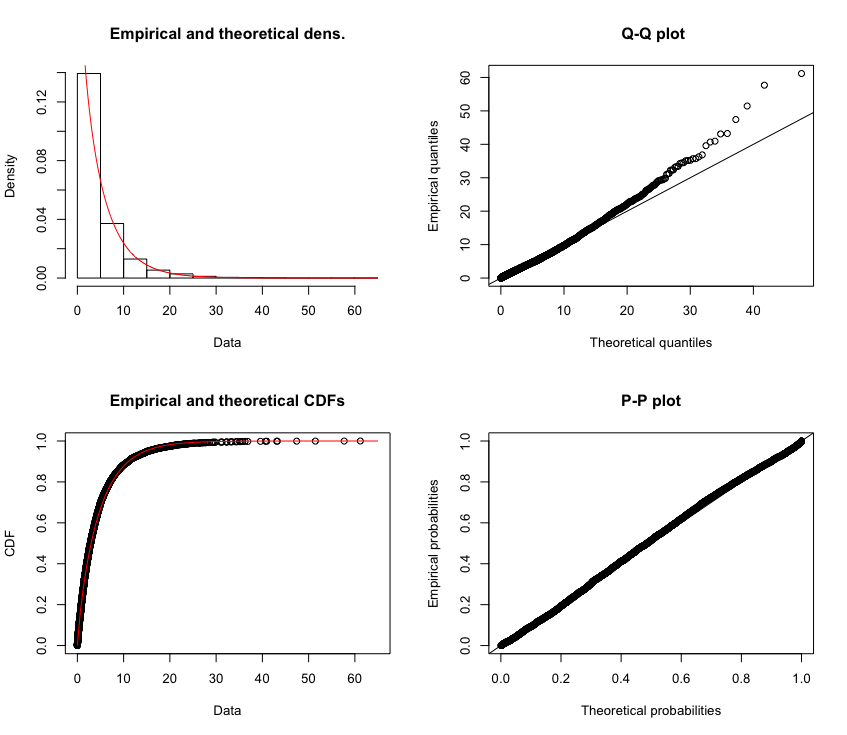 Empirical and theoretical dens.
Density
0.00 0.04 0.08 0.12
0 10 20 30 40 50 60
Data
Q-Q plot
Empirical quantiles
0 10 20 30 40 50 60
0 10 20 30 40
Theoretical quantiles
Empirical and theoretical CDFs
CDF
0.0 0.2 0.4 0.6 0.8 1.0
0 10 20 30 40 50 60
Data
P-P plot
Empirical probabilities
0.0 0.2 0.4 0.6 0.8 1.0
0.0 0.2 0.4 0.6 0.8 1.0
Theoretical probabilities